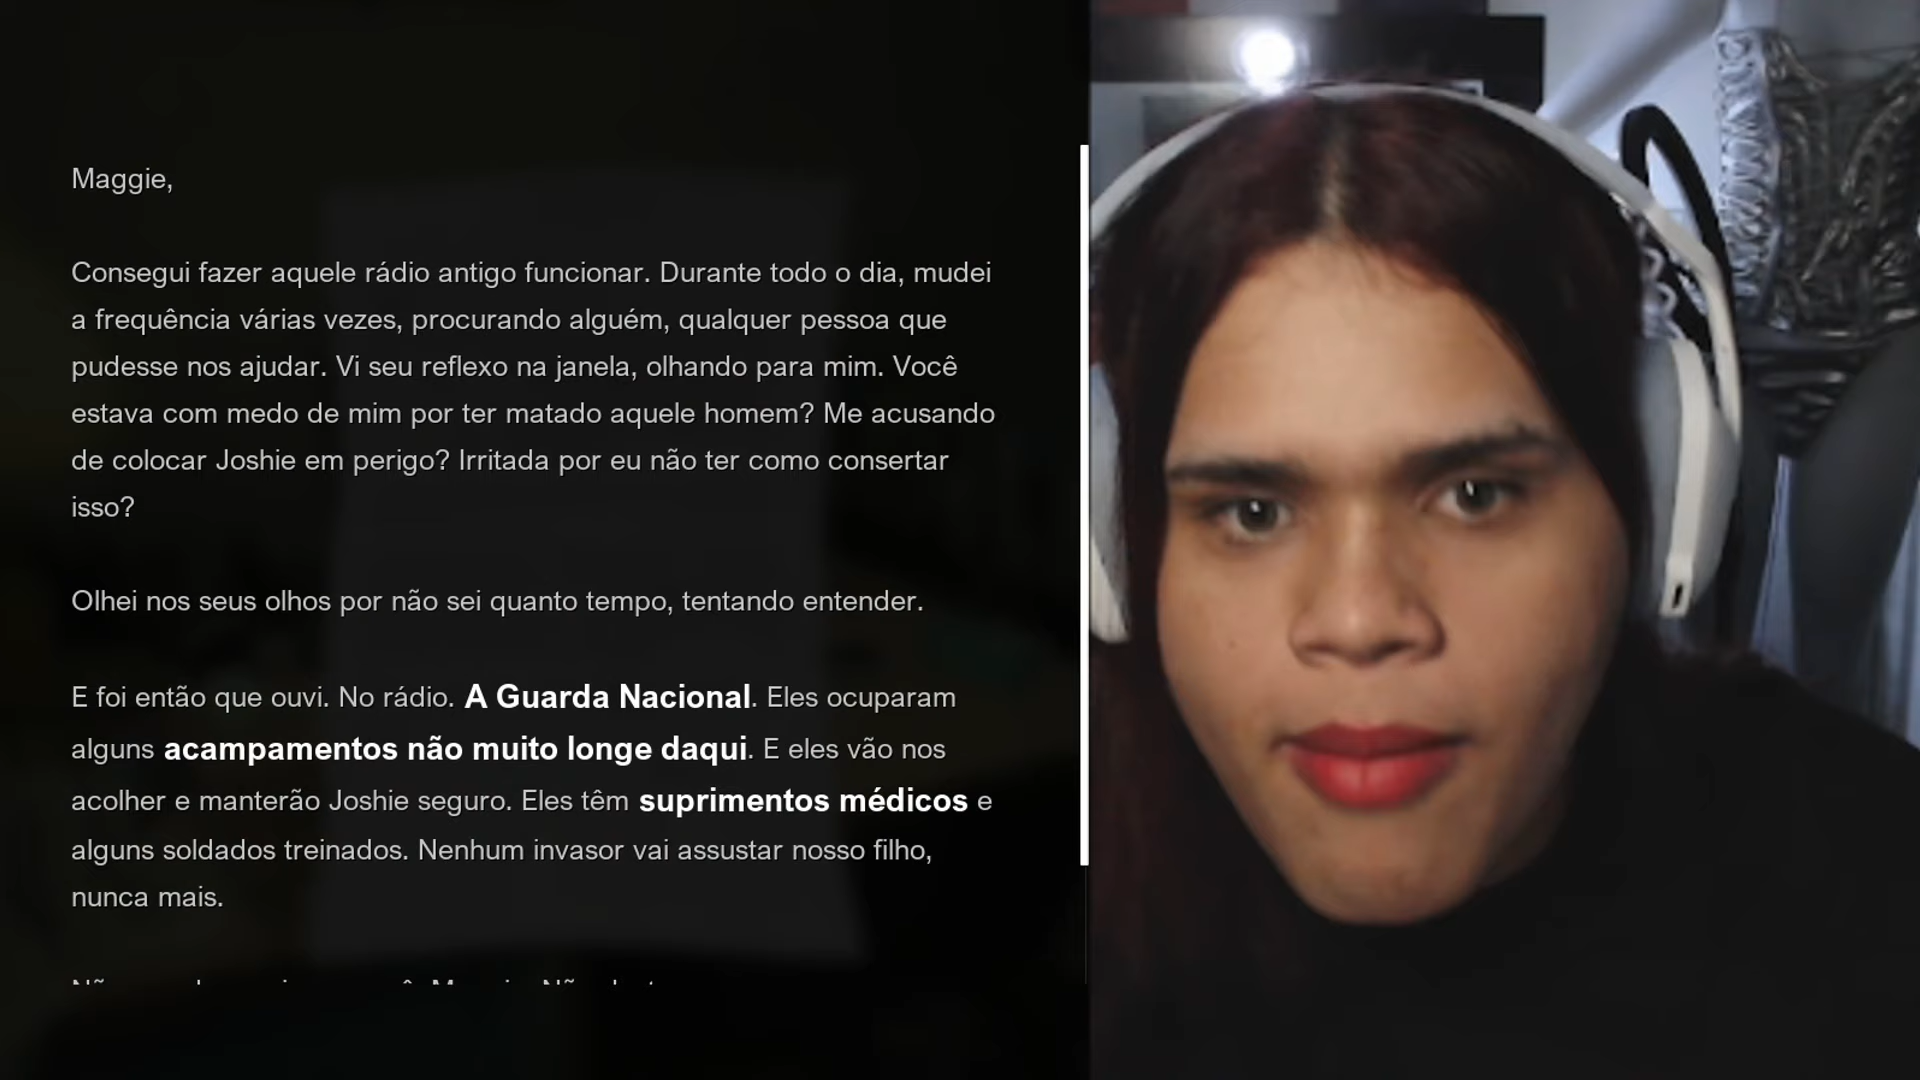 Maggie,
Consegui fazer aquele rádio antigo funcionar. Durante todo o dia, mudei
a frequência várias vezes, procurando alguém, qualquer pessoa que
pudesse nos ajudar. Vi seu reflexo na janela, olhando para mim. Você
estava com medo de mim por ter matado aquele homem? Me acusando
de colocar Joshie em perigo? Irritada por eu não ter como consertar
isso?
Olhei nos seus olhos por não sei quanto tempo, tentando entender.
E foi então que ouvi. No rádio. A Guarda Nacional. Eles ocuparam
alguns acampamentos não muito longe daqui. E eles vão nos
acolher e manterão Joshie seguro. Eles têm suprimentos médicos e
alguns soldados treinados. Nenhum invasor vai assustar nosso filho,
nunca mais.